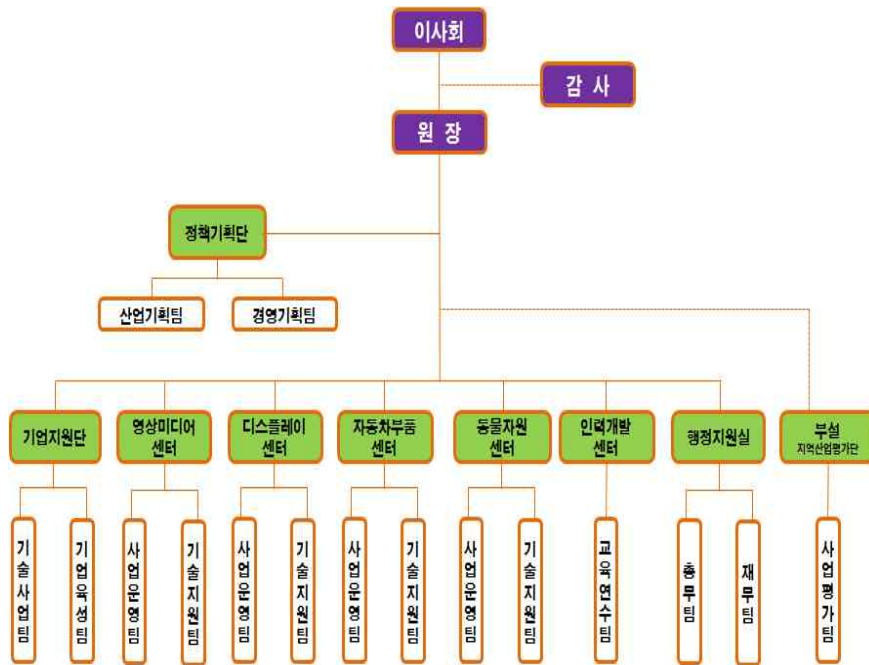 이사회
감 사
원 장
정책기획단
산업기획팀
경영기획팀
기업지원단
영상미디어
센터
디스플레이
센터
자동차부품
센터
동물자원
센터
인력개발
센터
행정지원실
부설
지역산업평가단
기술사업팀
기업육성팀
사업운영팀
기술지원팀
사업운영팀
기술지원팀
사업운영팀
기술지원팀
사업운영팀
기술지원팀
교육연수팀
총무팀
재무팀
사업평가팀